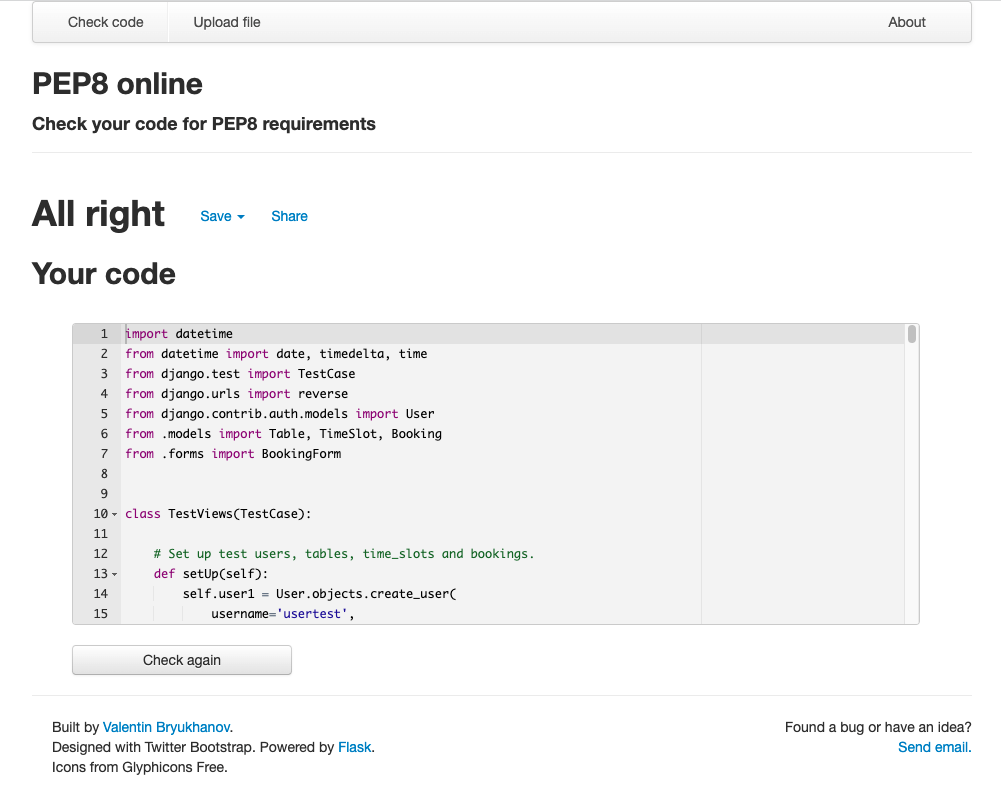 Check code Upload file About
PEP8 online
Check your code for PEP8 requirements
All right Save Share
Your code
1 import datetime
2 from datetime import date, timedelta, time
3 from django.test import TestCase
4 from django.urls import reverse
5 from django.contrib.auth.models import User
6 from .models import Table, TimeSlot, Booking
7 from .forms import BookingForm
8
9
10 class TestViews(TestCase):
11
12     # Set up test users, tables, time_slots and bookings.
13     def setUp(self):
14         self.user1 = User.objects.create_user(
15             username='usertest',
Check again
Built by Valentin Bryukhanov. Found a bug or have an idea?
Designed with Twitter Bootstrap. Powered by Flask. Send email.
Icons from Glyphicons Free.